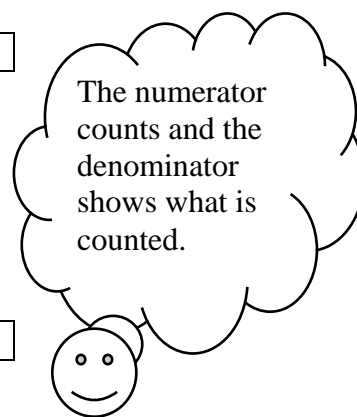 The numerator
counts and the
denominator
shows what is
counted.